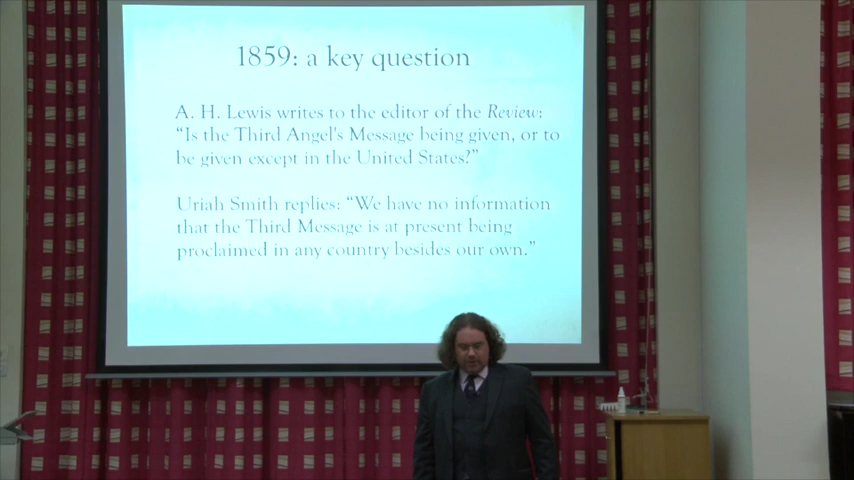 1859: a key question
A. H. Lewis writes to the editor of the Review:
“Is the Third Angel's Message being given, or to
be given except in the United States?”
Uriah Smith replies: “We have no information
that the Third Message is at present being
proclaimed in any country besides our own.”